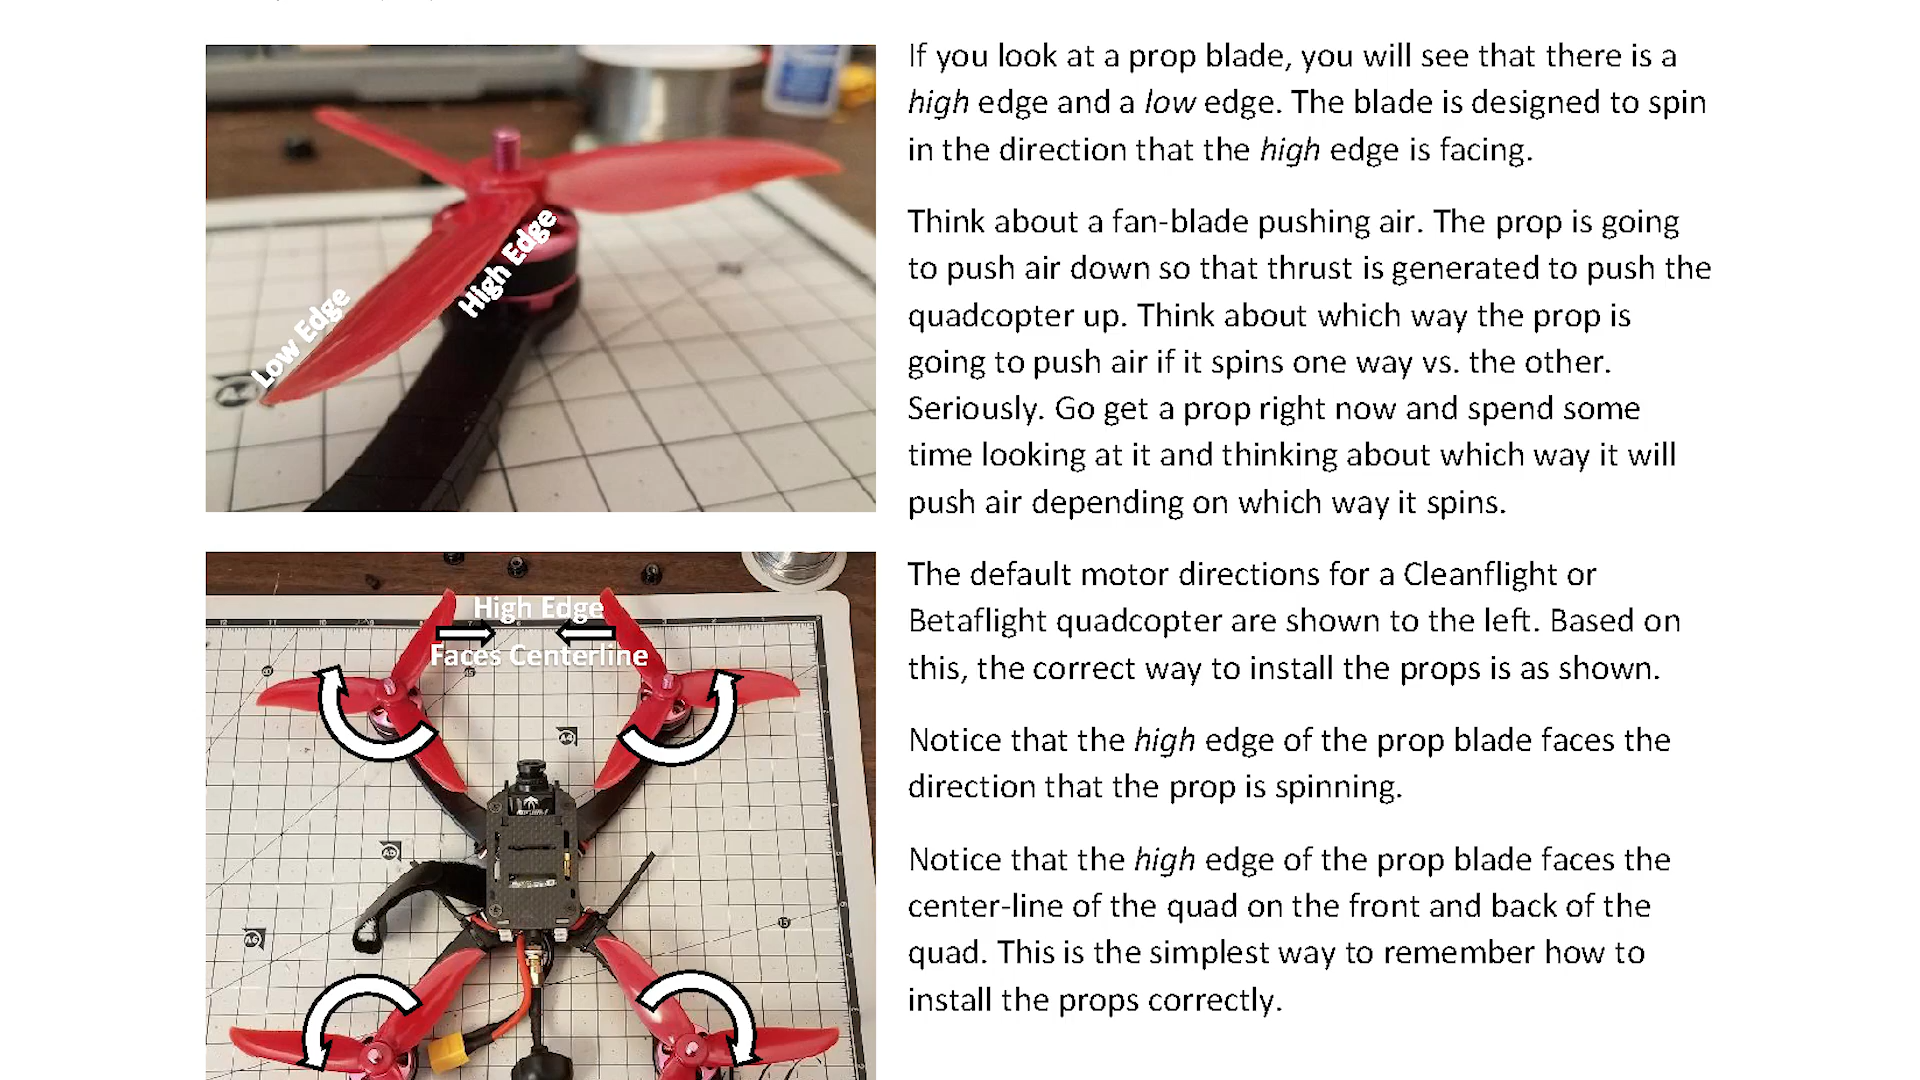 If you look at a prop blade, you will see that there is a
high edge and a low edge. The blade is designed to spin
in the direction that the high edge is facing.
Low Edge
High Edge
Think about a fan-blade pushing air. The prop is going
to push air down so that thrust is generated to push the
quadcopter up. Think about which way the prop is
going to push air if it spins one way vs. the other.
Seriously. Go get a prop right now and spend some
time looking at it and thinking about which way it will
push air depending on which way it spins.
High Edge
Faces Centerline
The default motor directions for a Cleanflight or
Betaflight quadcopter are shown to the left. Based on
this, the correct way to install the props is as shown.
Notice that the high edge of the prop blade faces the
direction that the prop is spinning.
Notice that the high edge of the prop blade faces the
center-line of the quad on the front and back of the
quad. This is the simplest way to remember how to
install the props correctly.
A4
A5
A6